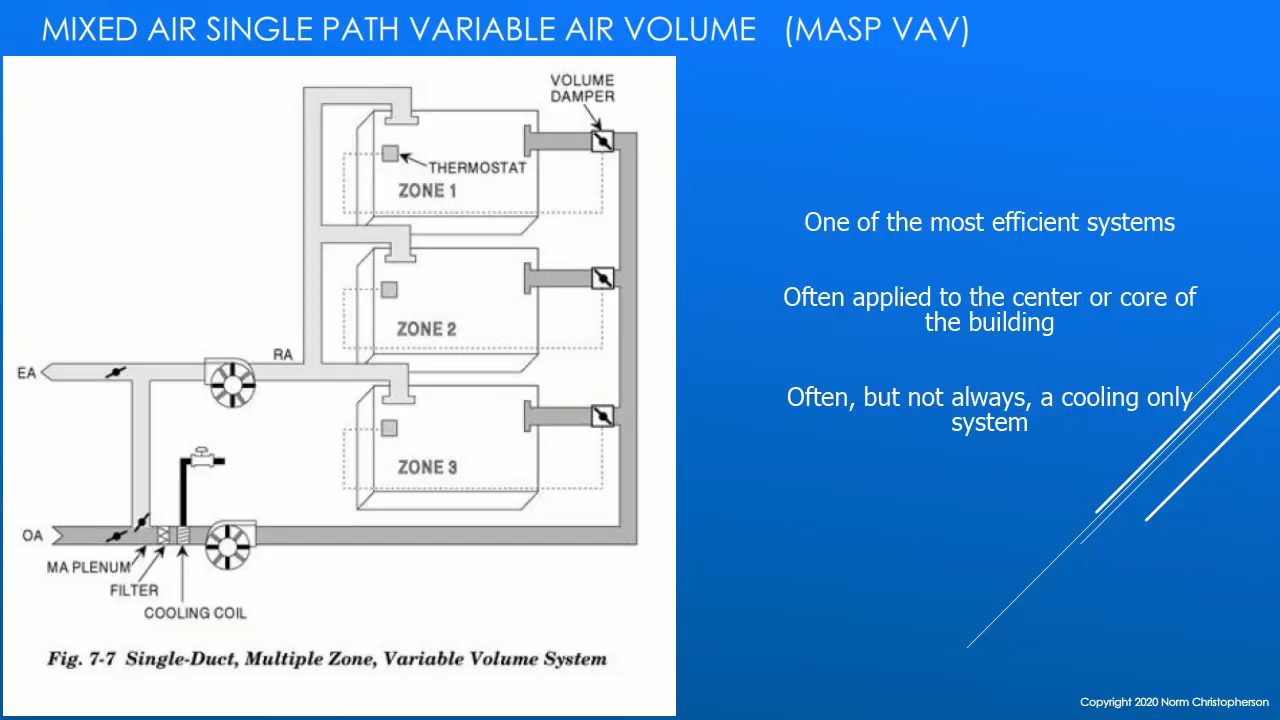 MIXED AIR SINGLE PATH VARIABLE AIR VOLUME (MASP VAV)
VOLUME
DAMPER
THERMOSTAT
ZONE 1
ZONE 2
RA
EA
ZONE 3
OA
MA PLENUM
FILTER
COOLING COIL
Fig. 7-7 Single-Duct, Multiple Zone, Variable Volume System
One of the most efficient systems
Often applied to the center or core of
the building
Often, but not always, a cooling only
system
Copyright 2020 Norm Christopherson